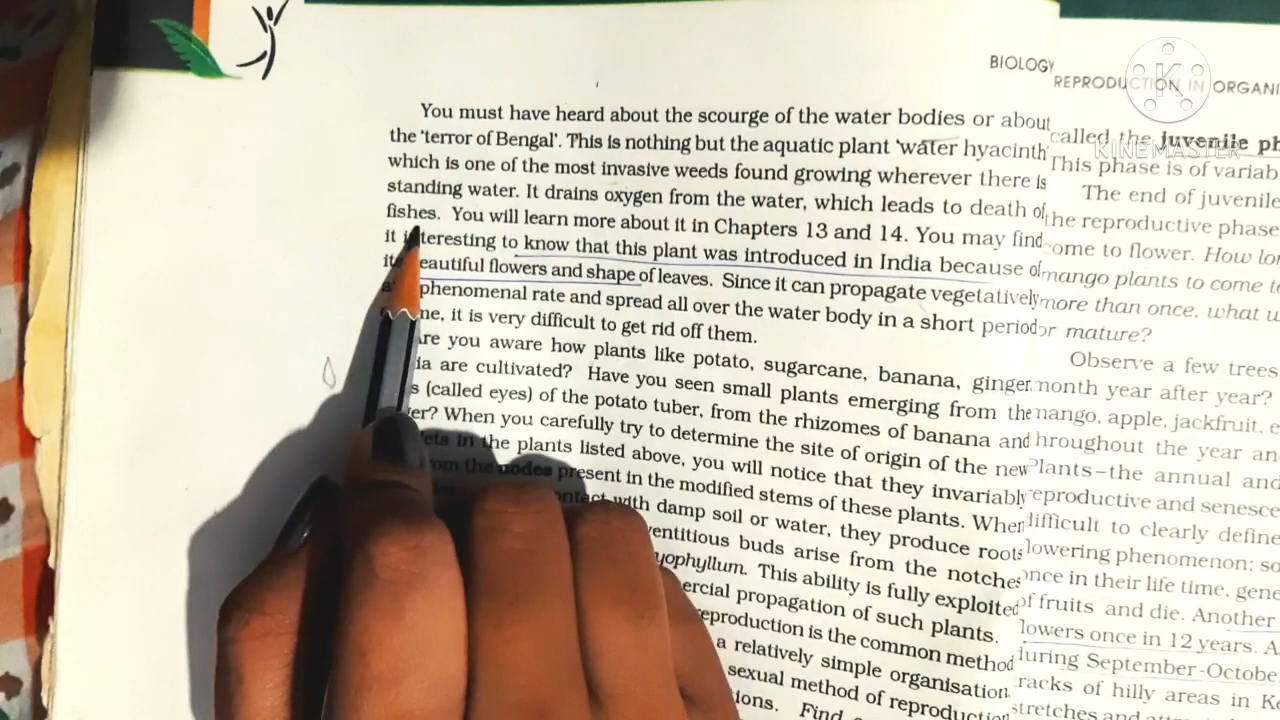 BIOLOGY
You must have heard about the scourge of the water bodies or about
the 'terror of Bengal'. This is nothing but the aquatic plant 'water hyacinth'
which is one of the most invasive weeds found growing wherever there is
standing water. It drains oxygen from the water, which leads to death of
fishes. You will learn more about it in Chapters 13 and 14. You may find
it interesting to know that this plant was introduced in India because of
its beautiful flowers and shape of leaves. Since it can propagate vegetatively
phenomenal rate and spread all over the water body in a short period
it is very difficult to get rid off them.
you aware how plants like potato, sugarcane, banana, ginger,
are cultivated? Have you seen small plants emerging from the
(called eyes) of the potato tuber, from the rhizomes of banana and
When you carefully try to determine the site of origin of the new
in the plants listed above, you will notice that they invariably
from the nodes present in the modified stems of these plants. When
contact with damp soil or water, they produce roots
buds arise from the notches
This ability is fully exploited
propagation of such plants.
reproduction is the common method
a relatively simple organisation
sexual method of reproduction
Find
REPRODUCTION IN
called the juvenile
This phase is of
The end of juvenile
the reproductive phase
come to flower. How
mango plants to come
more than once, what
or mature?
Observe a few trees
month year after year?
mango, apple, jackfruit,
throughout the year
plants–the annual and
reproductive and
difficult to clearly define
flowering phenomenon:
once in their life time,
of fruits and die. Another
flowers once in 12 years.
during September-October
tracks of hilly areas in
stretches and
K
KINEMASTER